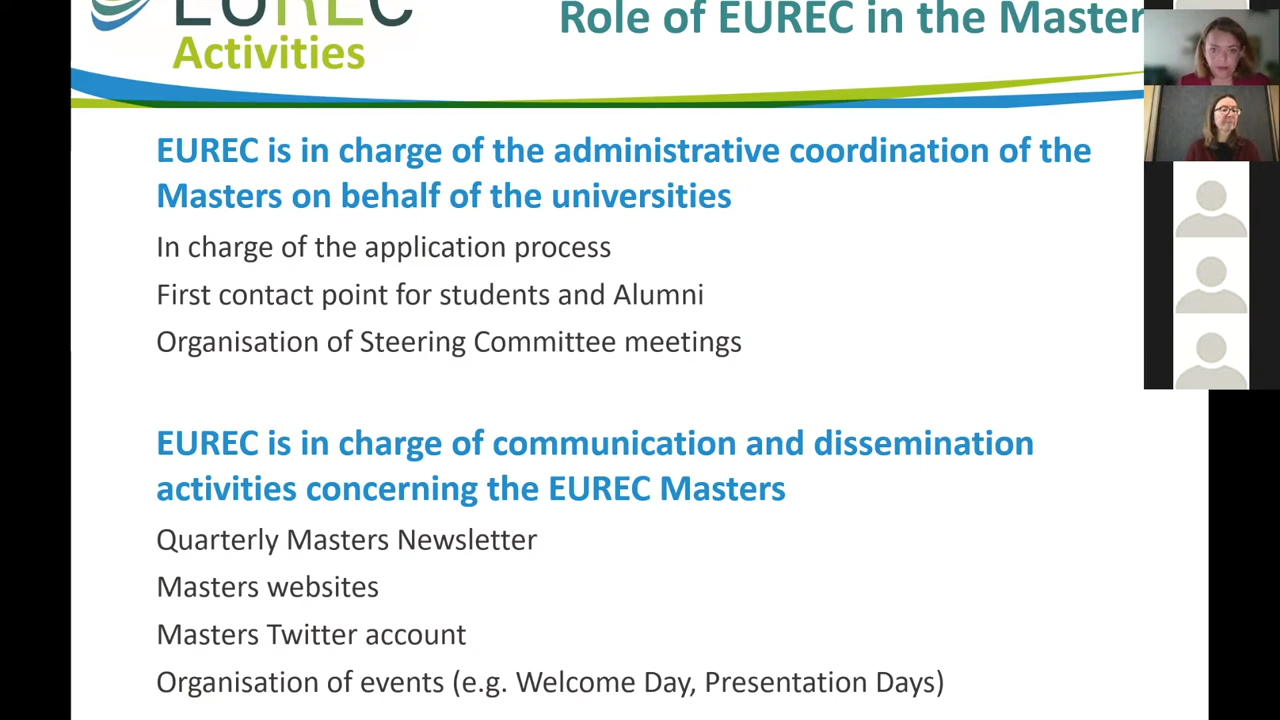 EUREC
Role of EUREC in the Master
Activities
EUREC is in charge of the administrative coordination of the
Masters on behalf of the universities
In charge of the application process
First contact point for students and Alumni
Organisation of Steering Committee meetings
EUREC is in charge of communication and dissemination
activities concerning the EUREC Masters
Quarterly Masters Newsletter
Masters websites
Masters Twitter account
Organisation of events (e.g. Welcome Day, Presentation Days)